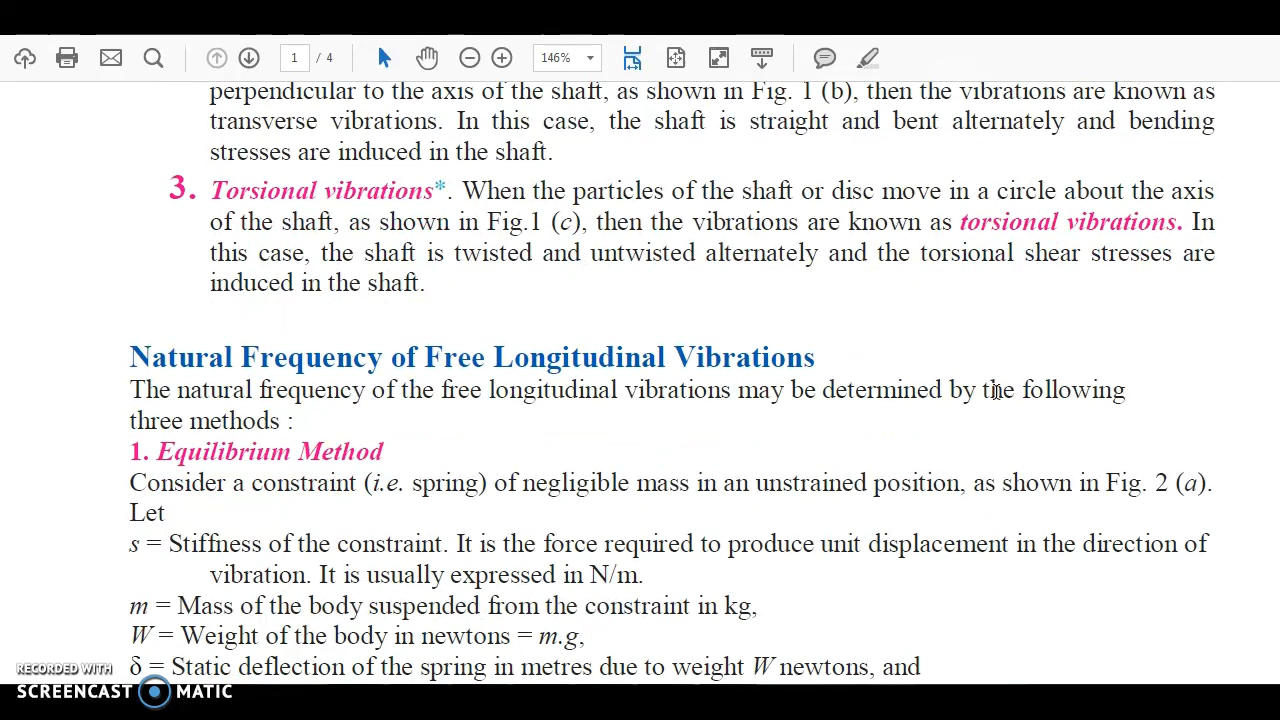 1 / 4 146%
perpendicular to the axis of the shaft, as shown in Fig. 1 (b), then the vibrations are known as
transverse vibrations. In this case, the shaft is straight and bent alternately and bending
stresses are induced in the shaft.
3. Torsional vibrations*. When the particles of the shaft or disc move in a circle about the axis
of the shaft, as shown in Fig.1 (c), then the vibrations are known as torsional vibrations. In
this case, the shaft is twisted and untwisted alternately and the torsional shear stresses are
induced in the shaft.
Natural Frequency of Free Longitudinal Vibrations
The natural frequency of the free longitudinal vibrations may be determined by the following
three methods :
1. Equilibrium Method
Consider a constraint (i.e. spring) of negligible mass in an unstrained position, as shown in Fig. 2 (a).
Let
s = Stiffness of the constraint. It is the force required to produce unit displacement in the direction of
vibration. It is usually expressed in N/m.
m = Mass of the body suspended from the constraint in kg,
W = Weight of the body in newtons = m.g,
δ = Static deflection of the spring in metres due to weight W newtons, and
RECORDED WITH
SCREENCAST MATIC